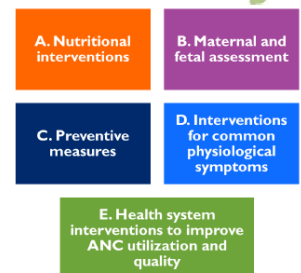 A. Nutritional
interventions
B. Maternal and
fetal assessment
C. Preventive
measures
D. Interventions
for common
physiological
symptoms
E. Health system
interventions to improve
ANC utilization and
quality